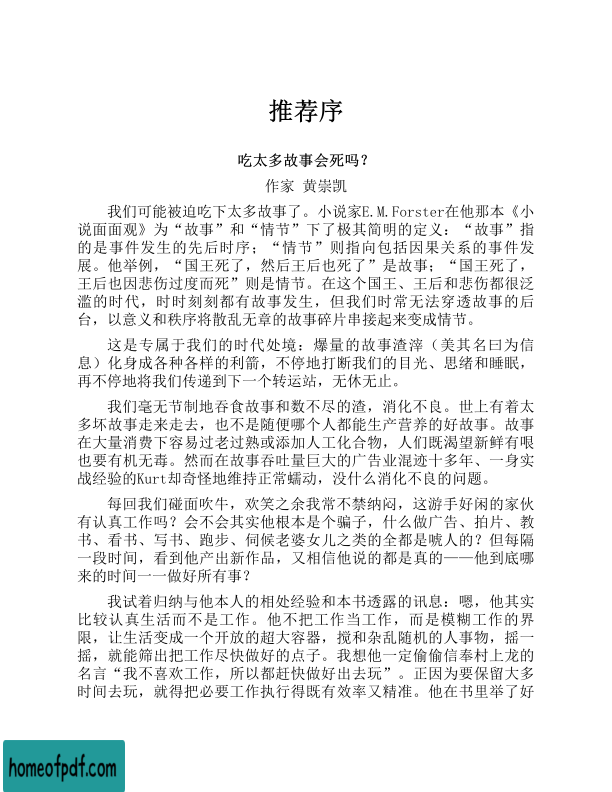 推荐序
吃太多故事会死吗？
作家 黄崇凯
我们可能被迫吃下太多故事了。小说家E.M.Forster在他那本《小
说面面观》为“故事”和“情节”下了极其简明的定义：“故事”指
的是事件发生的先后时序；“情节”则指向包括因果关系的事件发
展。他举例，“国王死了，然后王后也死了”是故事；“国王死了，
王后也因悲伤过度而死”则是情节。在这个国王、王后和悲伤都很泛
滥的时代，时时刻刻都有故事发生，但我们时常无法穿透故事的后
台，以意义和秩序将散乱无章的故事碎片串接起来变成情节。
这是专属于我们的时代处境：爆量的故事渣滓（美其名曰为信
息）化身成各种各样的利箭，不停地打断我们的目光、思绪和睡眠，
再不停地将我们传递到下一个转运站，无休无止。
我们毫无节制地吞食故事和数不尽的渣，消化不良。世上有着太
多坏故事走来走去，也不是随便哪个人都能生产营养的好故事。故事
在大量消费下容易过老过熟或添加人工化合物，人们既渴望新鲜有哏
也要有机无毒。然而在故事吞吐量巨大的广告业混迹十多年、一身实
战经验的Kurt却奇怪地维持正常蠕动，没什么消化不良的问题。
每回我们碰面吹牛，欢笑之余我常不禁纳闷，这游手好闲的家伙
有认真工作吗？会不会其实他根本是个骗子，什么做广告、拍片、教
书、看书、写书、跑步、伺候老婆女儿之类的全都是唬人的？但每隔
一段时间，看到他产出新作品，又相信他说的都是真的——他到底哪
来的时间一一做好所有事？
我试着归纳与他本人的相处经验和本书透露的讯息：嗯，他其实
比较认真生活而不是工作。他不把工作当工作，而是模糊工作的界
限，让生活变成一个开放的超大容器，搅和杂乱随机的人事物，摇一
摇，就能筛出把工作尽快做好的点子。我想他一定偷偷信奉村上龙的
名言“我不喜欢工作，所以都赶快做好出去玩”。正因为要保留大多
时间去玩，就得把必要工作执行得既有效率又精准。他在书里举了好
homeofpdf.com